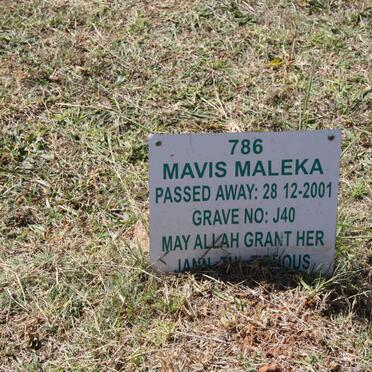 786
MAVIS MALEKA
PASSED AWAY: 28 12-2001
GRAVE NO: J40
MAY ALLAH GRANT HER